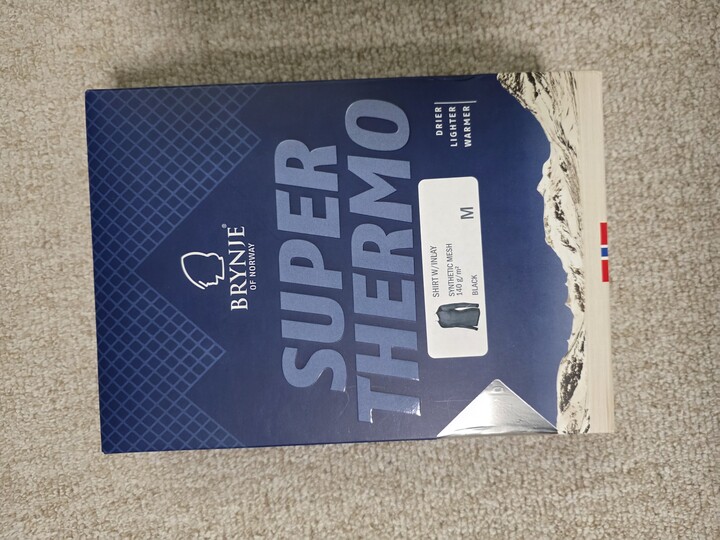 BRYNJE®
OF NORWAY
SUPER
THERMO
SHIRT W/INLAY
SYNTHETIC MESH
140 g/m²
BLACK
M
DRIER
LIGHTER
WARMER